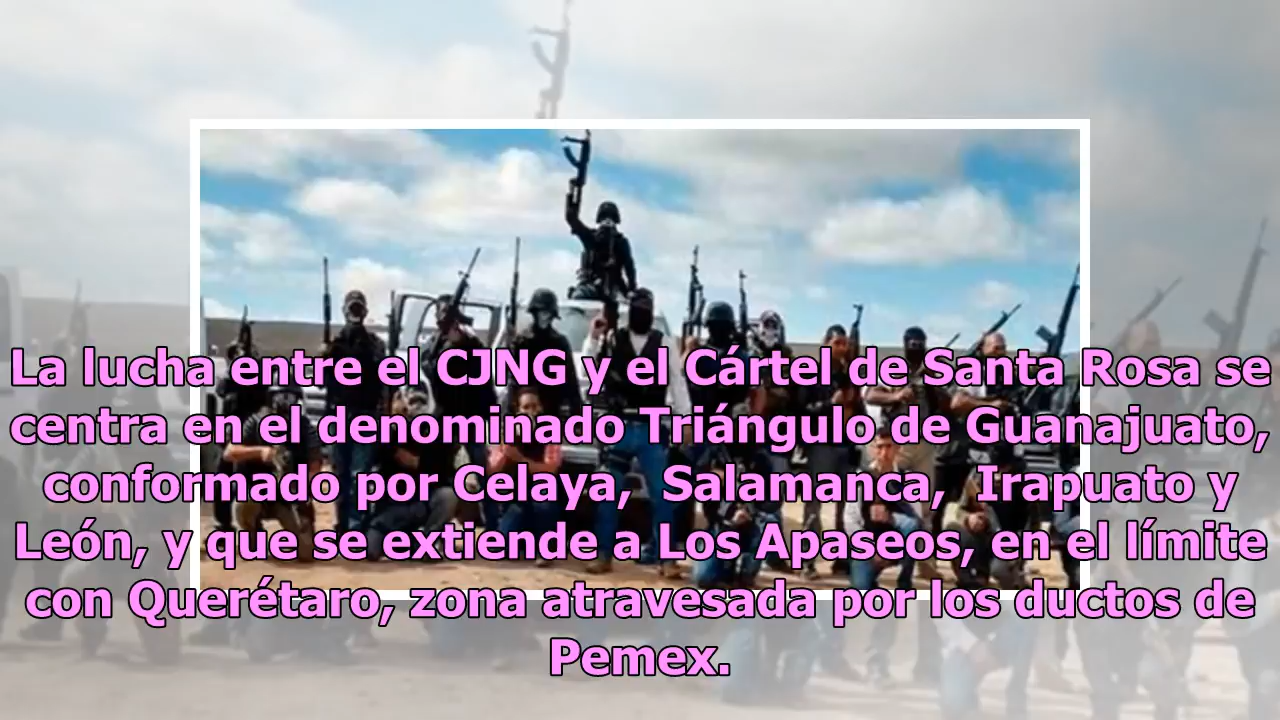 La lucha entre el CJNG y el Cártel de Santa Rosa se
centra en el denominado Triángulo de Guanajuato,
conformado por Celaya, Salamanca, Irapuato y
León, y que se extiende a Los Apaseos, en el límite
con Querétaro, zona atravesada por los ductos de
Pemex.